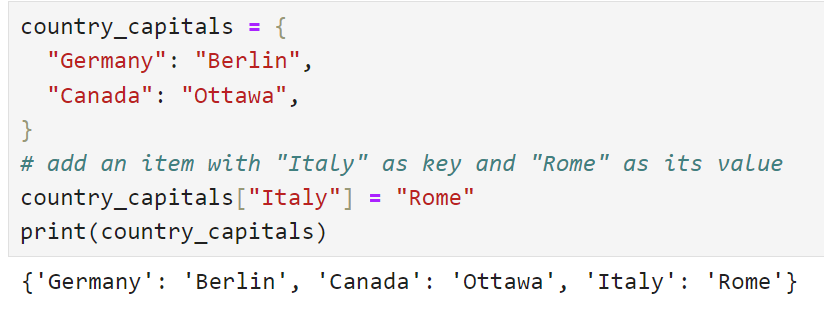 country_capitals = {
  "Germany": "Berlin",
  "Canada": "Ottawa",
}
# add an item with "Italy" as key and "Rome" as its value
country_capitals["Italy"] = "Rome"
print(country_capitals)
{'Germany': 'Berlin', 'Canada': 'Ottawa', 'Italy': 'Rome'}